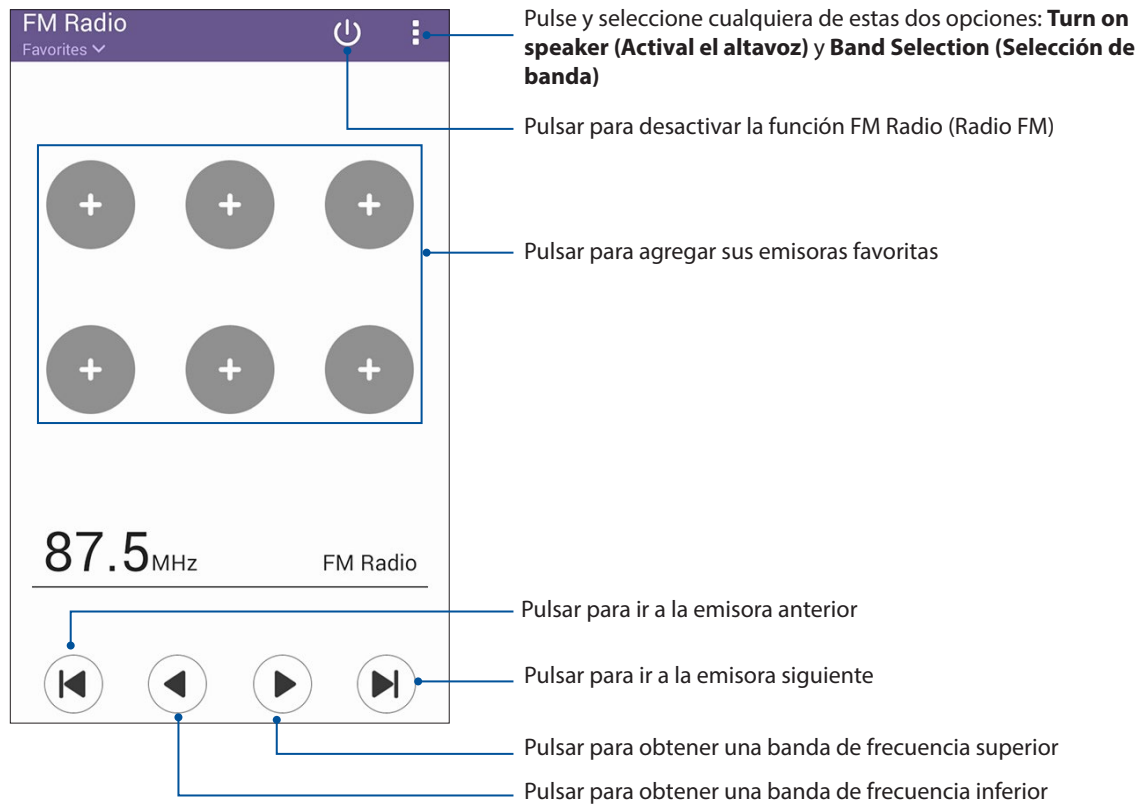 FM Radio
Favorites
Pulse y seleccione cualquiera de estas dos opciones: Turn on
speaker (Actival el altavoz) y Band Selection (Selección de
banda)
Pulsar para desactivar la función FM Radio (Radio FM)
Pulsar para agregar sus emisoras favoritas
87.5MHz
FM Radio
Pulsar para ir a la emisora anterior
Pulsar para ir a la emisora siguiente
Pulsar para obtener una banda de frecuencia superior
Pulsar para obtener una banda de frecuencia inferior